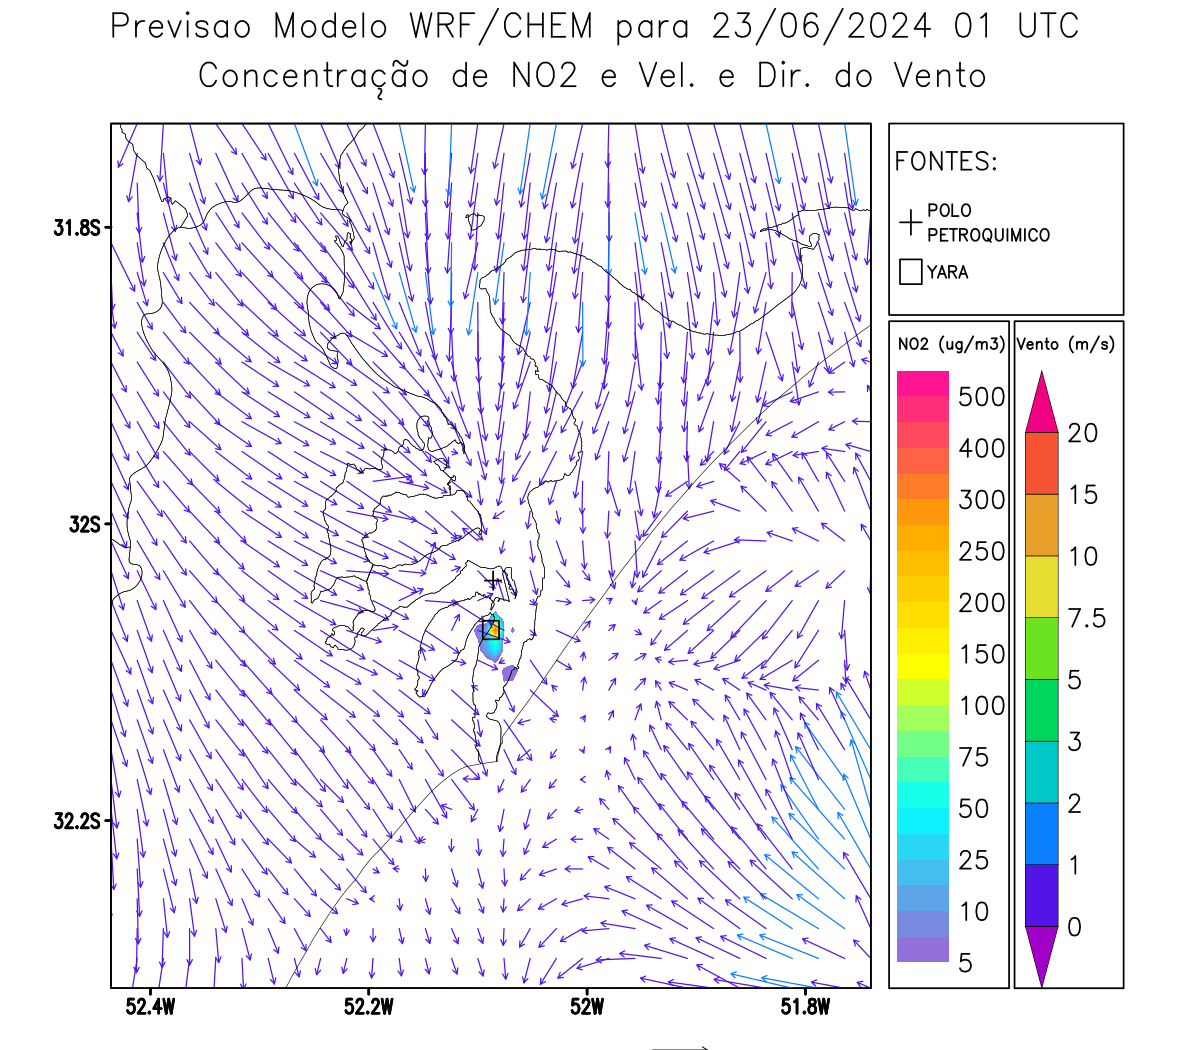 Previsao Modelo WRF/CHEM para 23/06/2024 01 UTC
Concentração de NO2 e Vel. e Dir. do Vento
FONTES:
POLO
PETROQUIMICO
YARA
NO2 (ug/m3)
500
400
300
250
200
150
100
75
50
25
10
5
Vento (m/s)
20
15
10
7.5
5
3
2
1
0
31.8S
32S
32.2S
52.4W
52.2W
52W
51.8W